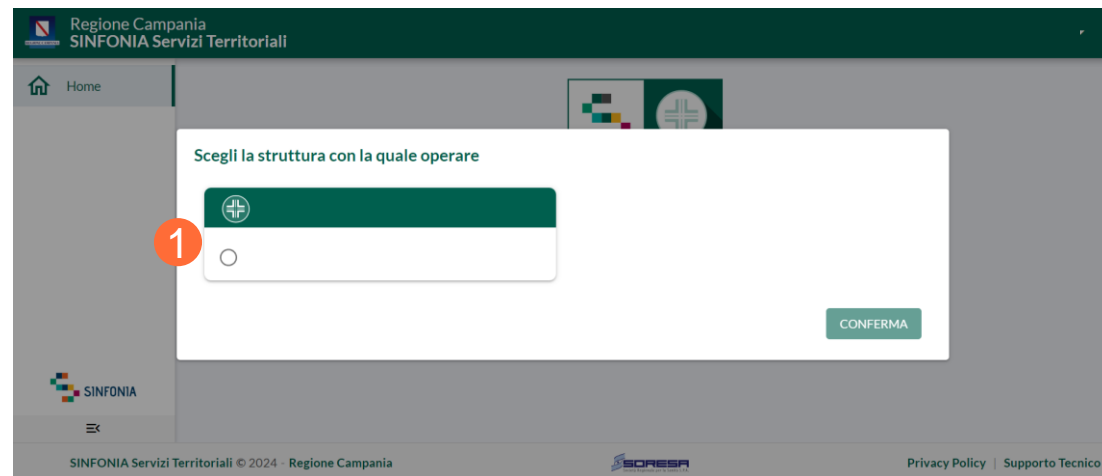 Regione Campania
SINFONIA Servizi Territoriali
Home
Scegli la struttura con la quale operare
1
CONFERMA
SINFONIA
SINFONIA Servizi Territoriali © 2024 - Regione Campania
SORESA
Privacy Policy | Supporto Tecnico